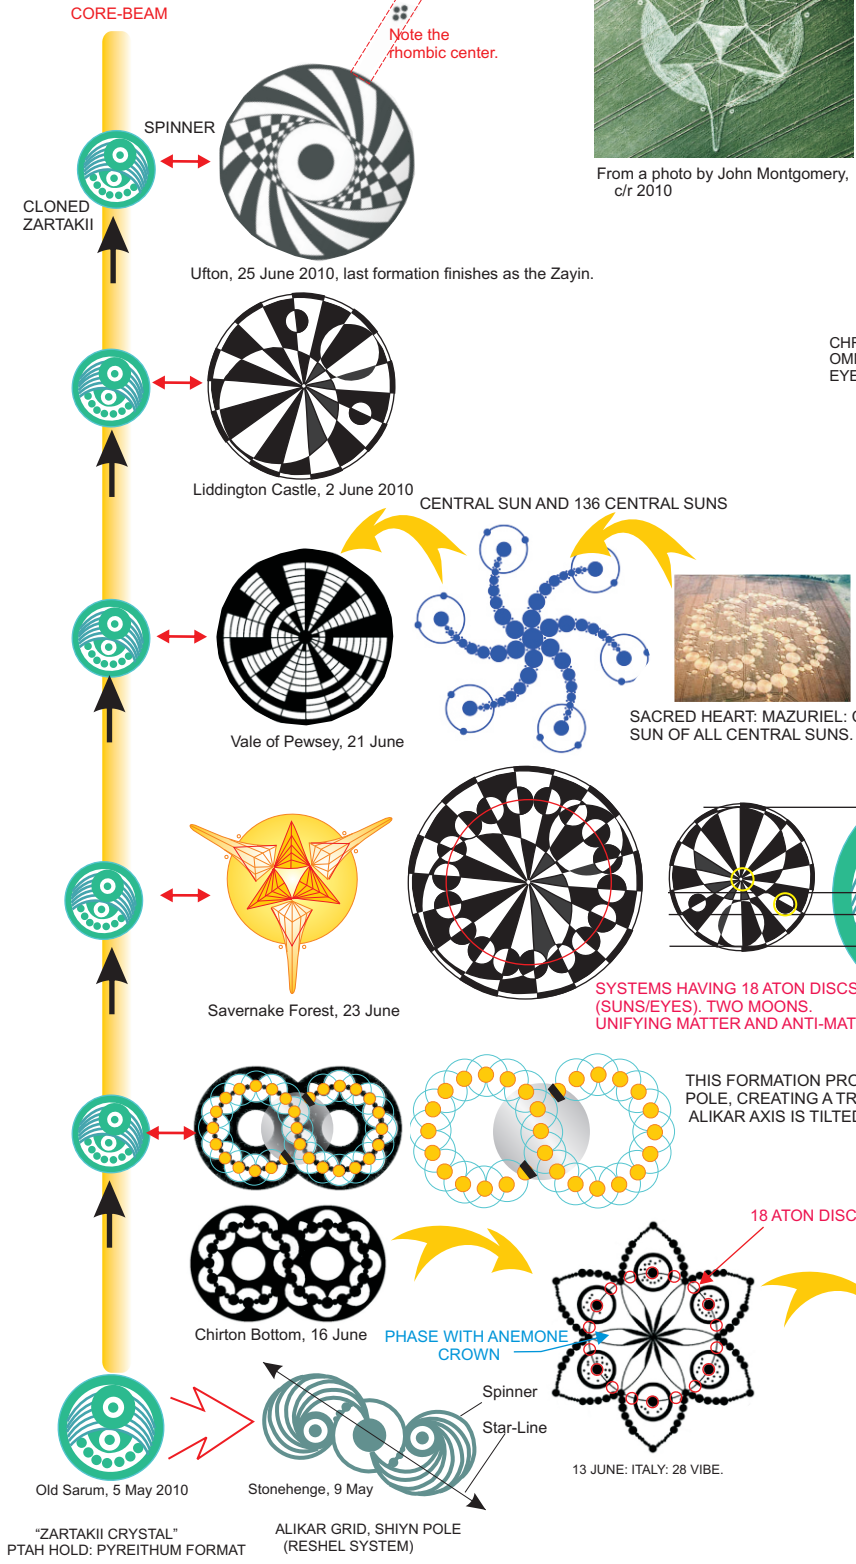 CORE-BEAM
Note the
rhombic center.
SPINNER
From a photo by John Montgomery,
c/r 2010
CLONED
ZARTAKII
Ufton, 25 June 2010, last formation finishes as the Zayin.
Liddington Castle, 2 June 2010
CENTRAL SUN AND 136 CENTRAL SUNS
Vale of Pewsey, 21 June
SACRED HEART: MAZURIEL:
SUN OF ALL CENTRAL SUNS.
Savernake Forest, 23 June
SYSTEMS HAVING 18 ATON DISCS
(SUNS/EYES). TWO MOONS.
UNIFYING MATTER AND ANTI-MAT
THIS FORMATION PRO
POLE, CREATING A TR
ALIKAR AXIS IS TILTED
18 ATON DISC
Chirton Bottom, 16 June
PHASE WITH ANEMONE
CROWN
Spinner
Star-Line
13 JUNE: ITALY: 28 VIBE.
Old Sarum, 5 May 2010
Stonehenge, 9 May
"ZARTAKII CRYSTAL"
PTAH HOLD: PYREITHUM FORMAT
ALIKAR GRID, SHIYN POLE
(RESHEL SYSTEM)